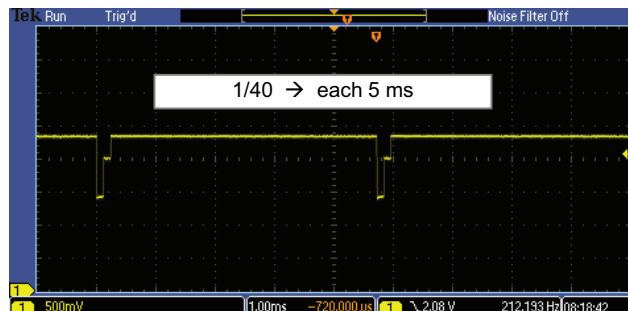 Tek Run Trig'd Noise Filter Off
T
T
1/40 → each 5 ms
1
1 500mV 1.00ms −720.000 µs 1 2.08 V 212.193 Hz 08:18:42